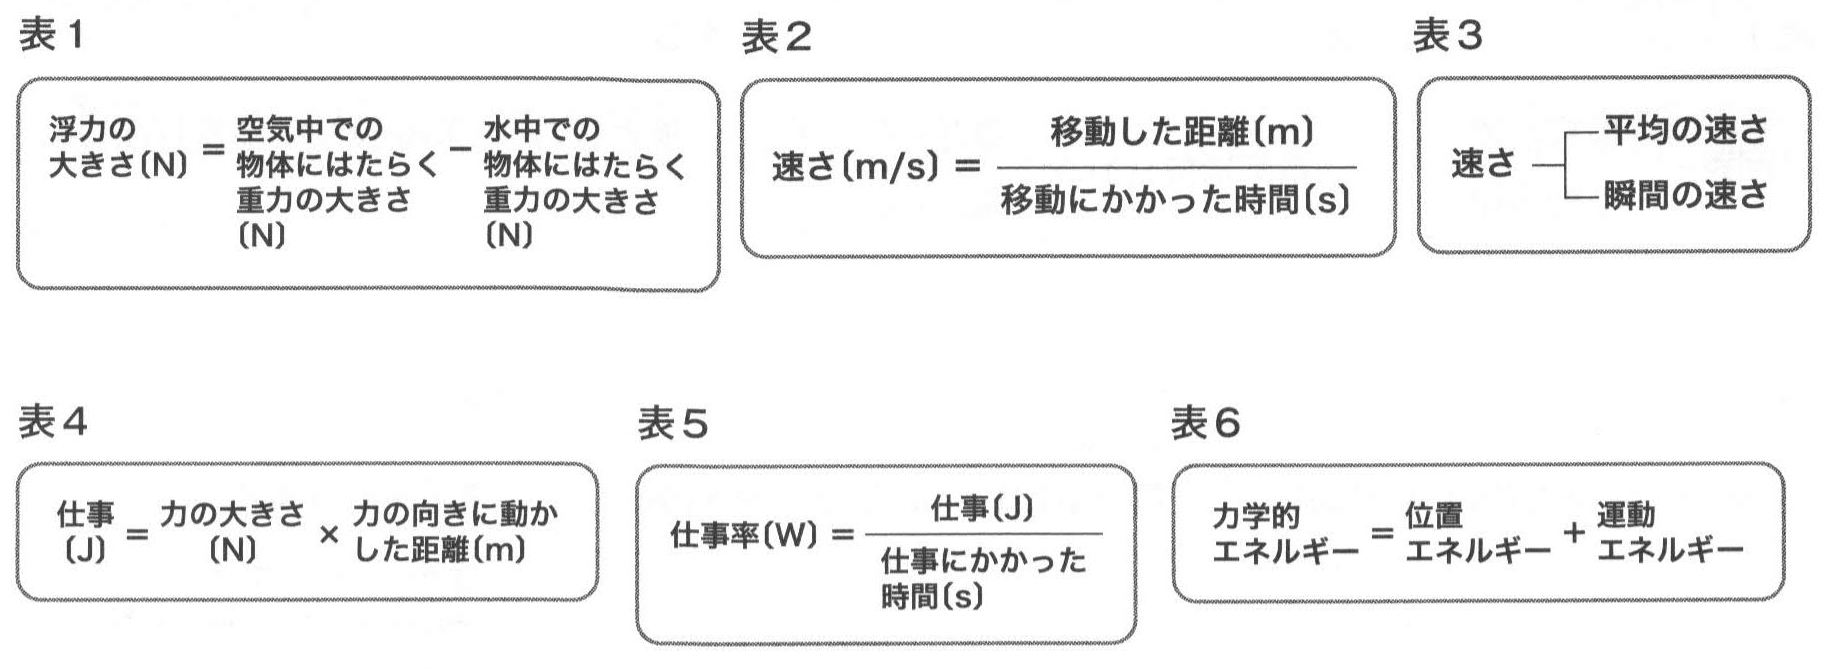 表1
浮力の
大きさ〔N〕
=
空気中での
物体にはたらく
重力の大きさ
〔N〕
−
水中での
物体にはたらく
重力の大きさ
〔N〕
表2
速さ〔m/s〕=
移動した距離〔m〕
移動にかかった時間〔s〕
表3
速さ
平均の速さ
瞬間の速さ
表4
仕事
〔J〕
=
力の大きさ
〔N〕
×
力の向きに動か
した距離〔m〕
表5
仕事率〔W〕=
仕事〔J〕
仕事にかかった
時間〔s〕
表6
力学的
エネルギー
=
位置
エネルギー
+
運動
エネルギー